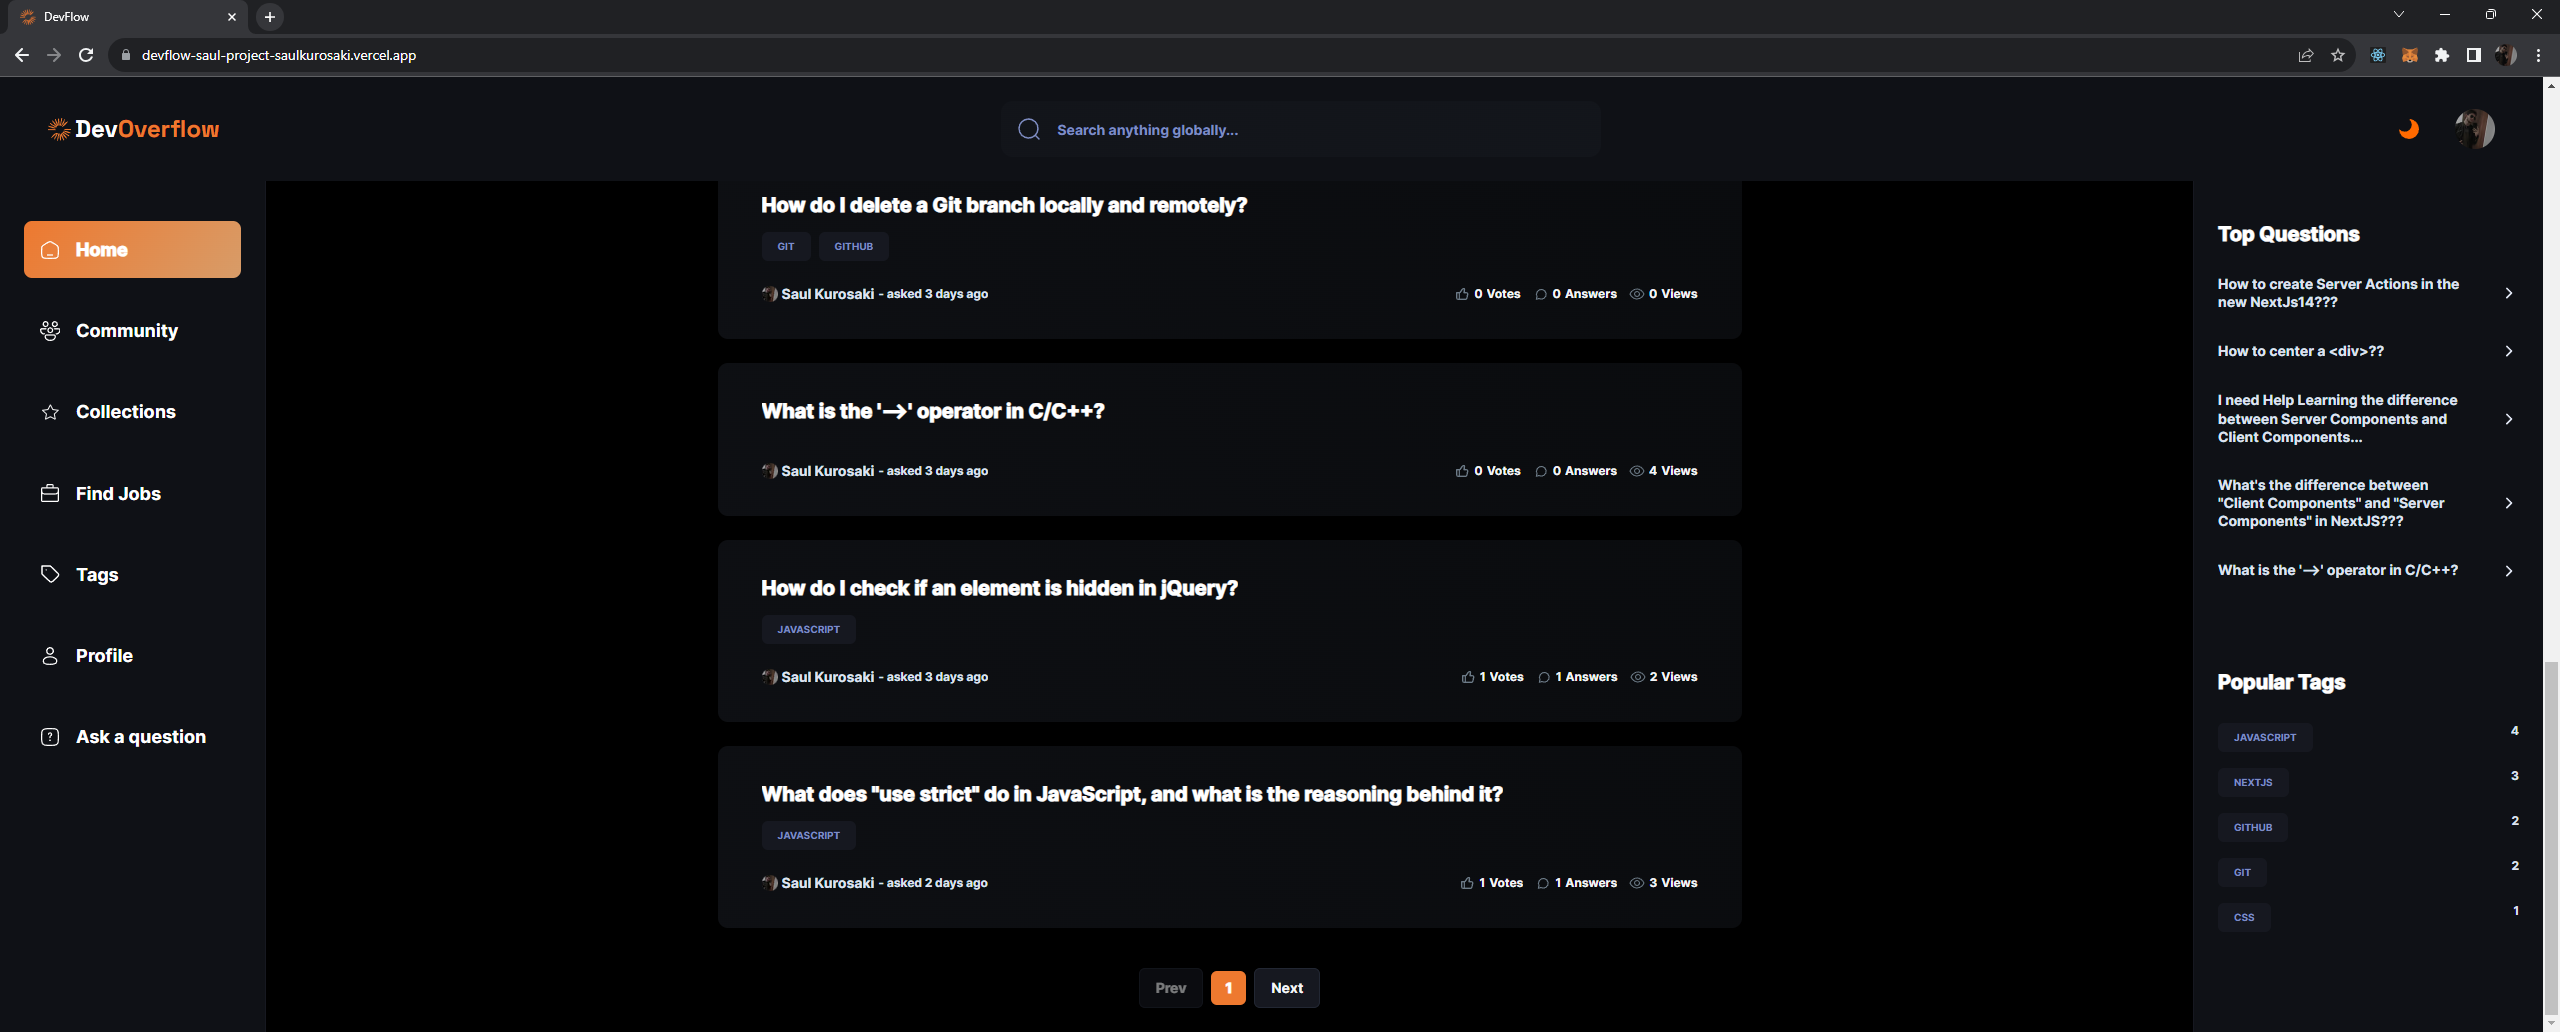 DevFlow
devflow-saul-project-saulkurosaki.vercel.app
DevOverflow
Search anything globally...
Home
Community
Collections
Find Jobs
Tags
Profile
Ask a question
How do I delete a Git branch locally and remotely?
GIT GITHUB
Saul Kurosaki - asked 3 days ago 0 Votes 0 Answers 0 Views
What is the '-->' operator in C/C++?
Saul Kurosaki - asked 3 days ago 0 Votes 0 Answers 4 Views
How do I check if an element is hidden in jQuery?
JAVASCRIPT
Saul Kurosaki - asked 3 days ago 1 Votes 1 Answers 2 Views
What does "use strict" do in JavaScript, and what is the reasoning behind it?
JAVASCRIPT
Saul Kurosaki - asked 2 days ago 1 Votes 1 Answers 3 Views
Prev 1 Next
Top Questions
How to create Server Actions in the
new NextJs14???
How to center a <div>??
I need Help Learning the difference
between Server Components and
Client Components...
What's the difference between
"Client Components" and "Server
Components" in NextJS???
What is the '-->' operator in C/C++?
Popular Tags
JAVASCRIPT 4
NEXTJS 3
GITHUB 2
GIT 2
CSS 1